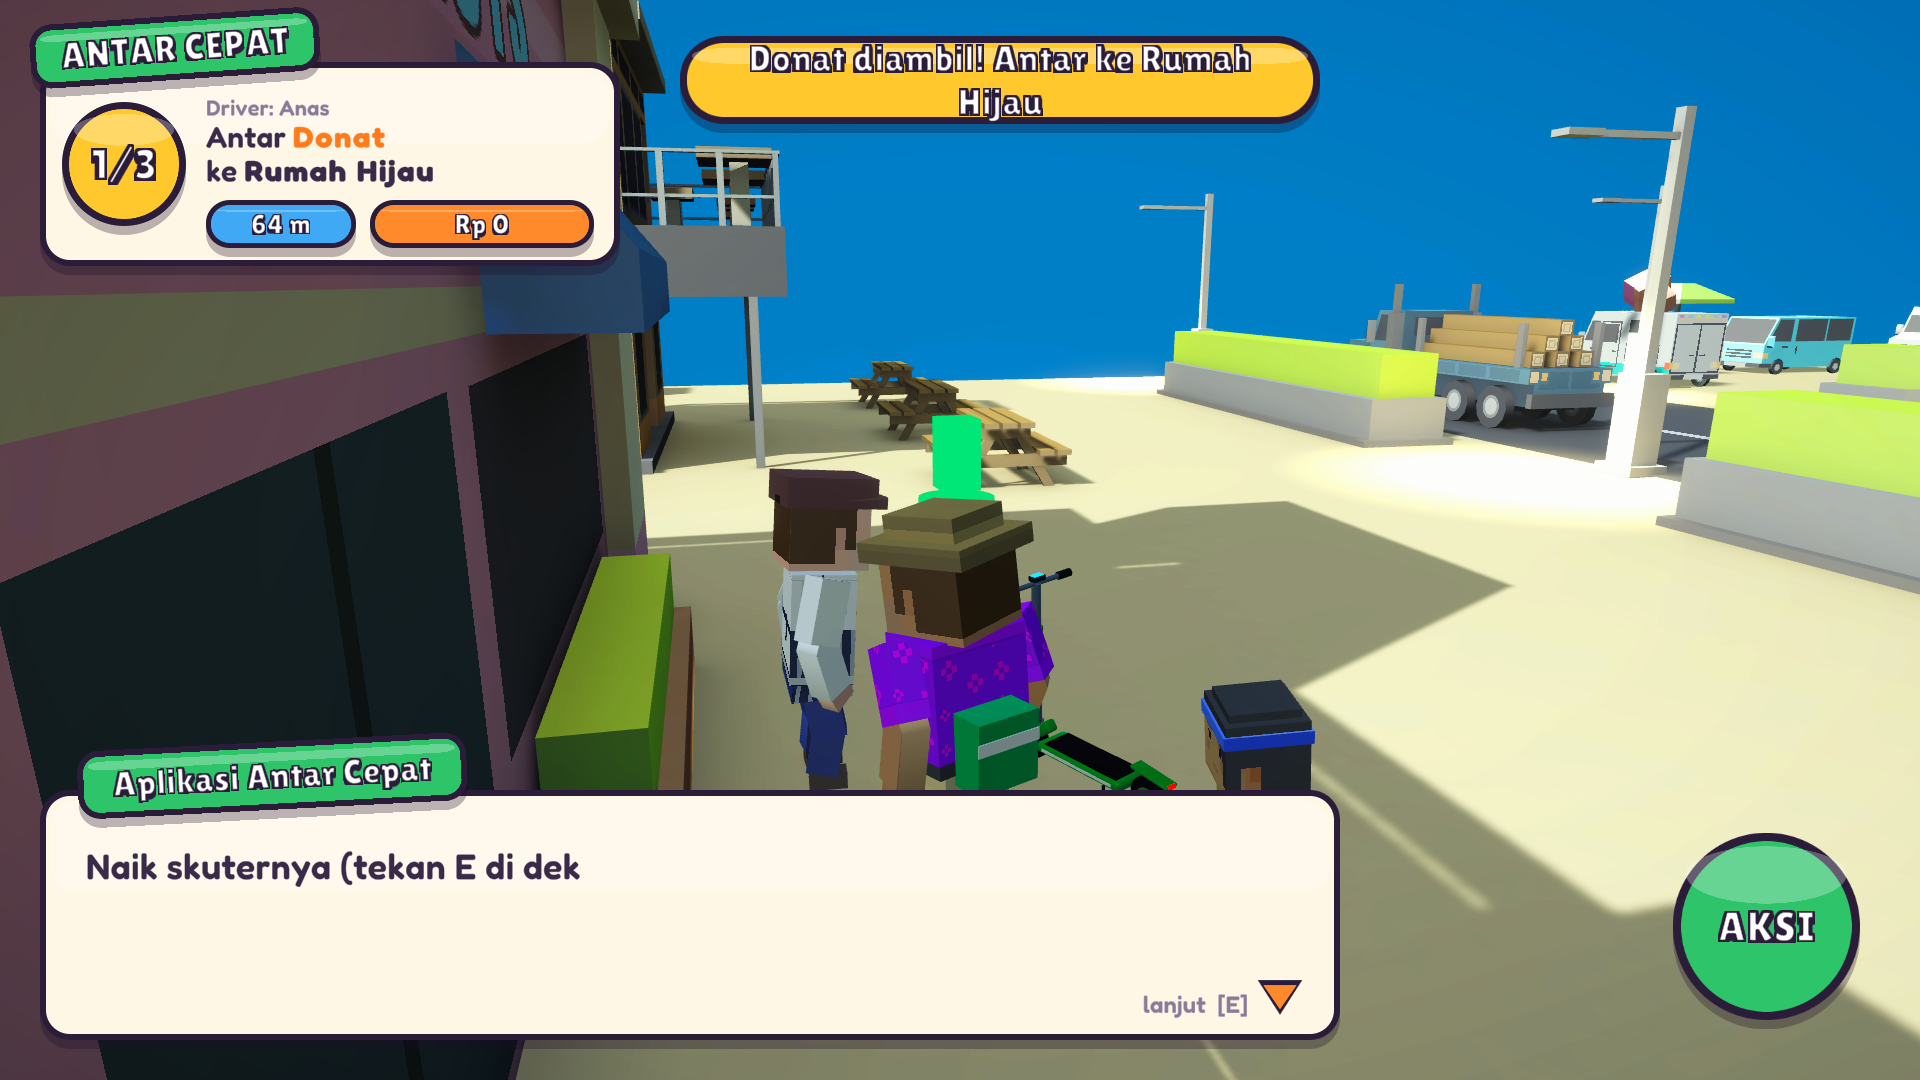 ANTAR CEPAT
Driver: Anas
Antar Donat
ke Rumah Hijau
1/3
64 m
Rp 0
Donat diambil! Antar ke Rumah
Hijau
Aplikasi Antar Cepat
Naik skuternya (tekan E di dek
lanjut [E]
AKSI